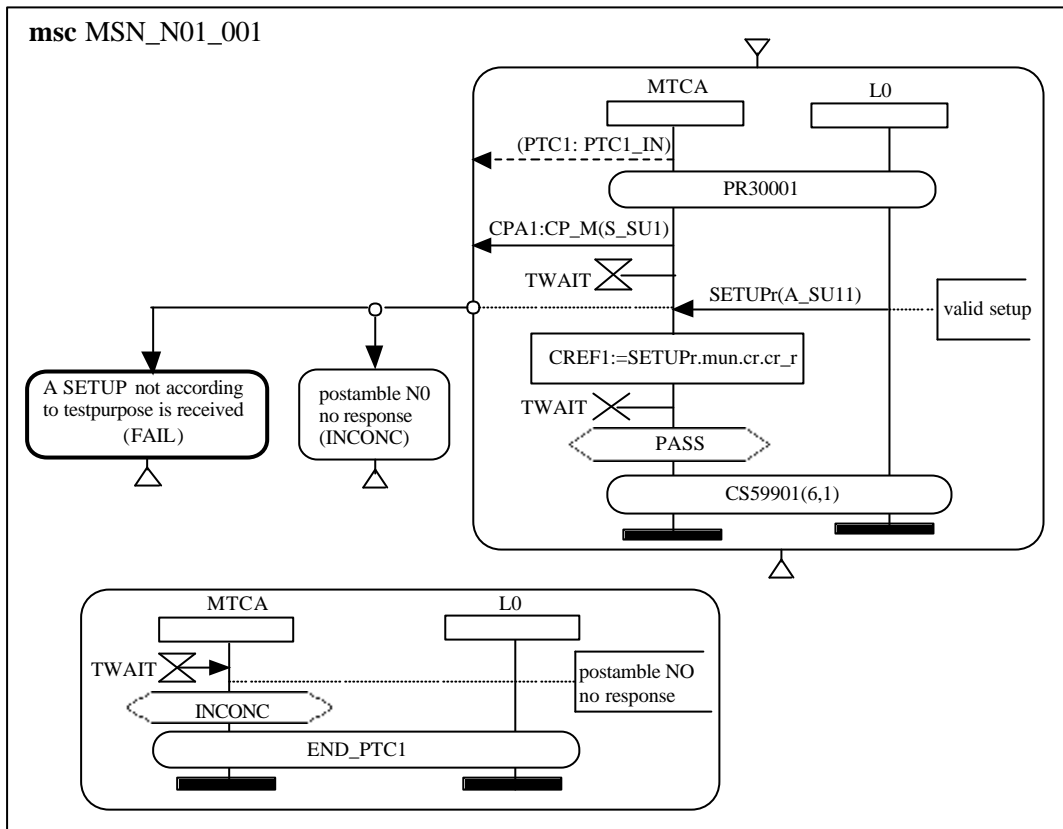 msc MSN_N01_001
MTCA
L0
(PTC1: PTC1_IN)
PR30001
CPA1:CP_M(S_SU1)
TWAIT
SETUPr(A_SU11)
valid setup
CREF1:=SETUPr.mun.cr.cr_r
A SETUP not according
to testpurpose is received
(FAIL)
postamble N0
no response
(INCONC)
TWAIT
PASS
CS59901(6,1)
MTCA
L0
TWAIT
postamble NO
no response
INCONC
END_PTC1